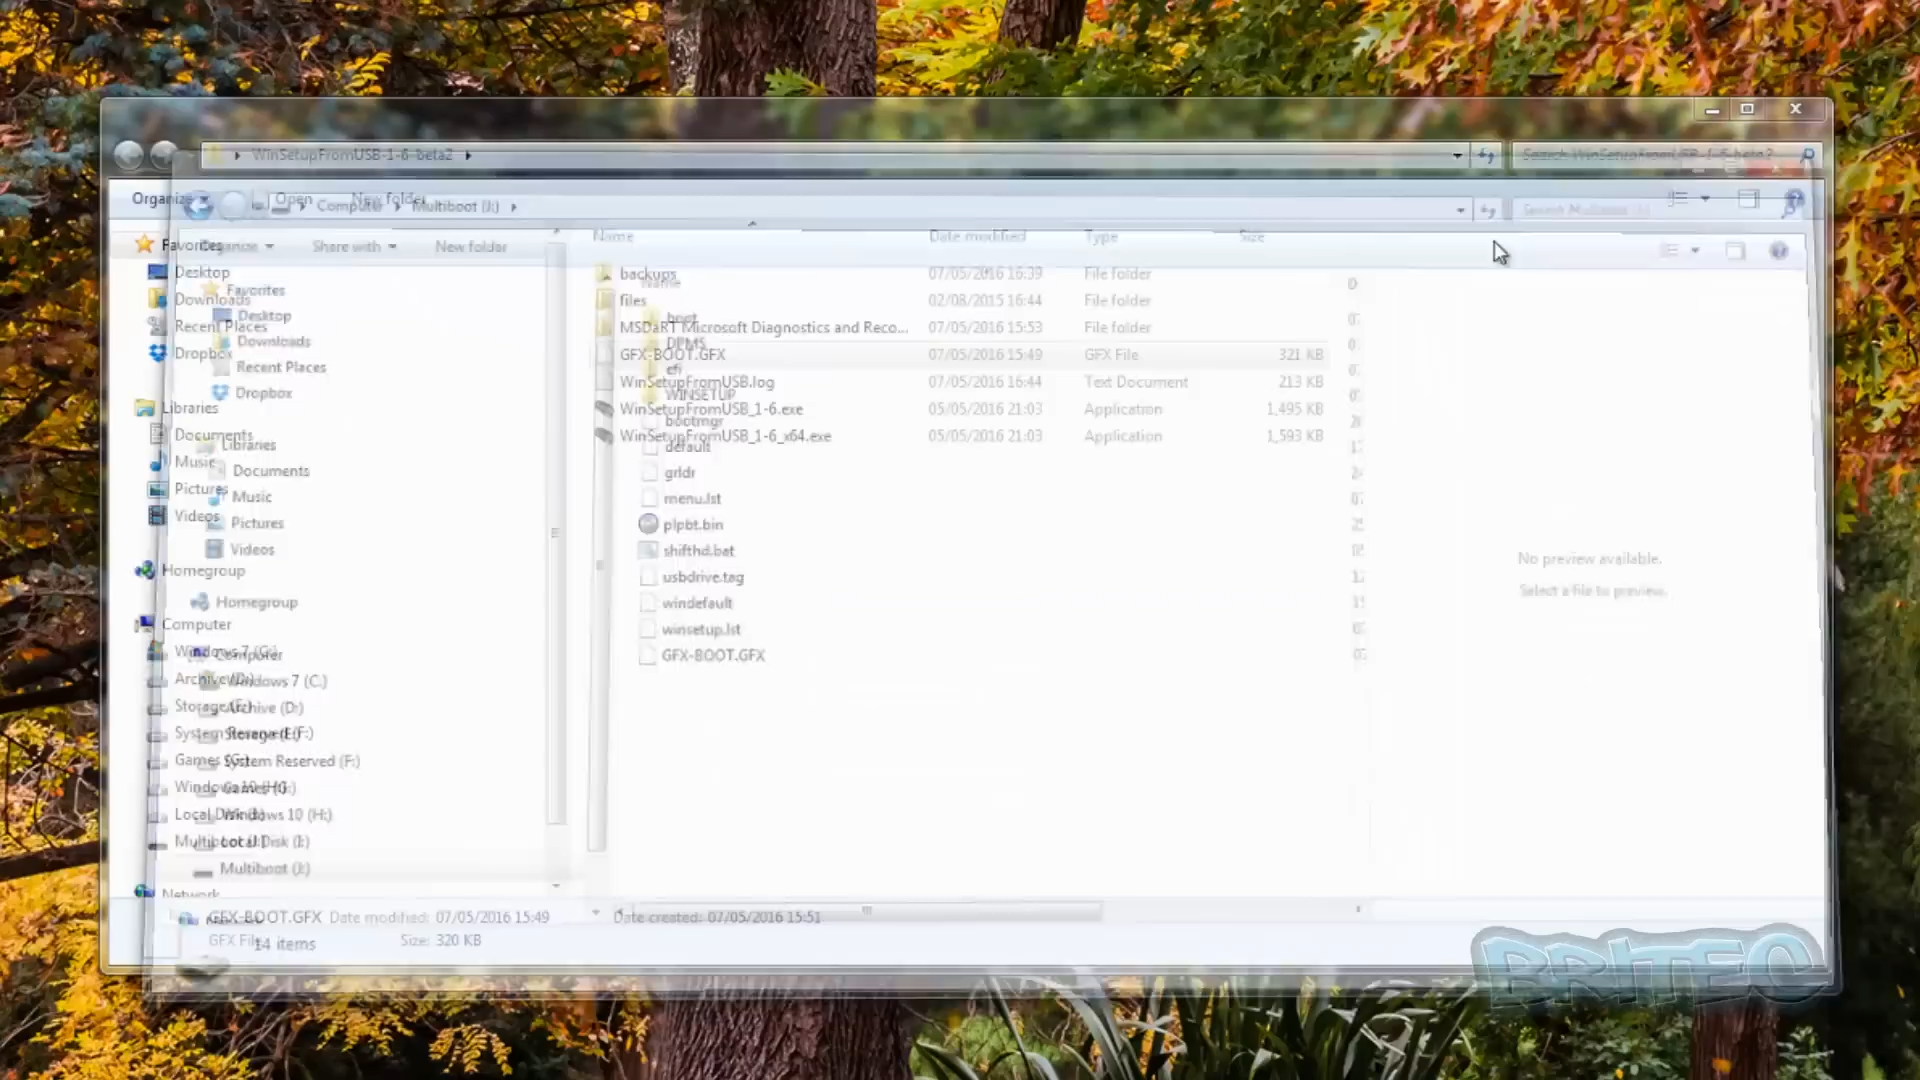 WinSetupFromUSB-1-6-beta2
Search WinSetupFromUSB-1-6-beta2
Organize Open New folder
Computer Multiboot (J:)
Search Multiboot (J:)
Organize Share with New folder
Favorites
Desktop
Downloads
Recent Places
Dropbox
Libraries
Documents
Music
Pictures
Videos
Homegroup
Computer
Windows 7 (C:)
Archive (D:)
Storage (E:)
System Reserved (F:)
Games (G:)
Windows 10 (H:)
Local Disk (I:)
Multiboot (J:)
Network
Favorites
Desktop
Downloads
Recent Places
Dropbox
Libraries
Documents
Music
Pictures
Videos
Homegroup
Computer
Windows 7 (C:)
Archive (D:)
Storage (E:)
System Reserved (F:)
Games (G:)
Windows 10 (H:)
Local Disk (I:)
Multiboot (J:)
Name Date modified Type Size
backups 07/05/2016 16:39 File folder
files 02/08/2015 16:44 File folder
MSDaRT Microsoft Diagnostics and Reco... 07/05/2016 15:53 File folder
GFX-BOOT.GFX 07/05/2016 15:49 GFX File 321 KB
WinSetupFromUSB.log 07/05/2016 16:44 Text Document 213 KB
WinSetupFromUSB_1-6.exe 05/05/2016 21:03 Application 1,495 KB
WinSetupFromUSB_1-6_x64.exe 05/05/2016 21:03 Application 1,593 KB
Name
boot
DPMS
efi
WINSETUP
bootmgr
default
grldr
menu.lst
plpbt.bin
shifthd.bat
usbdrive.tag
windefault
winsetup.lst
GFX-BOOT.GFX
No preview available.
Select a file to preview.
GFX-BOOT.GFX Date modified: 07/05/2016 15:49 Date created: 07/05/2016 15:51
GFX File Size: 320 KB
14 items
BRITEC